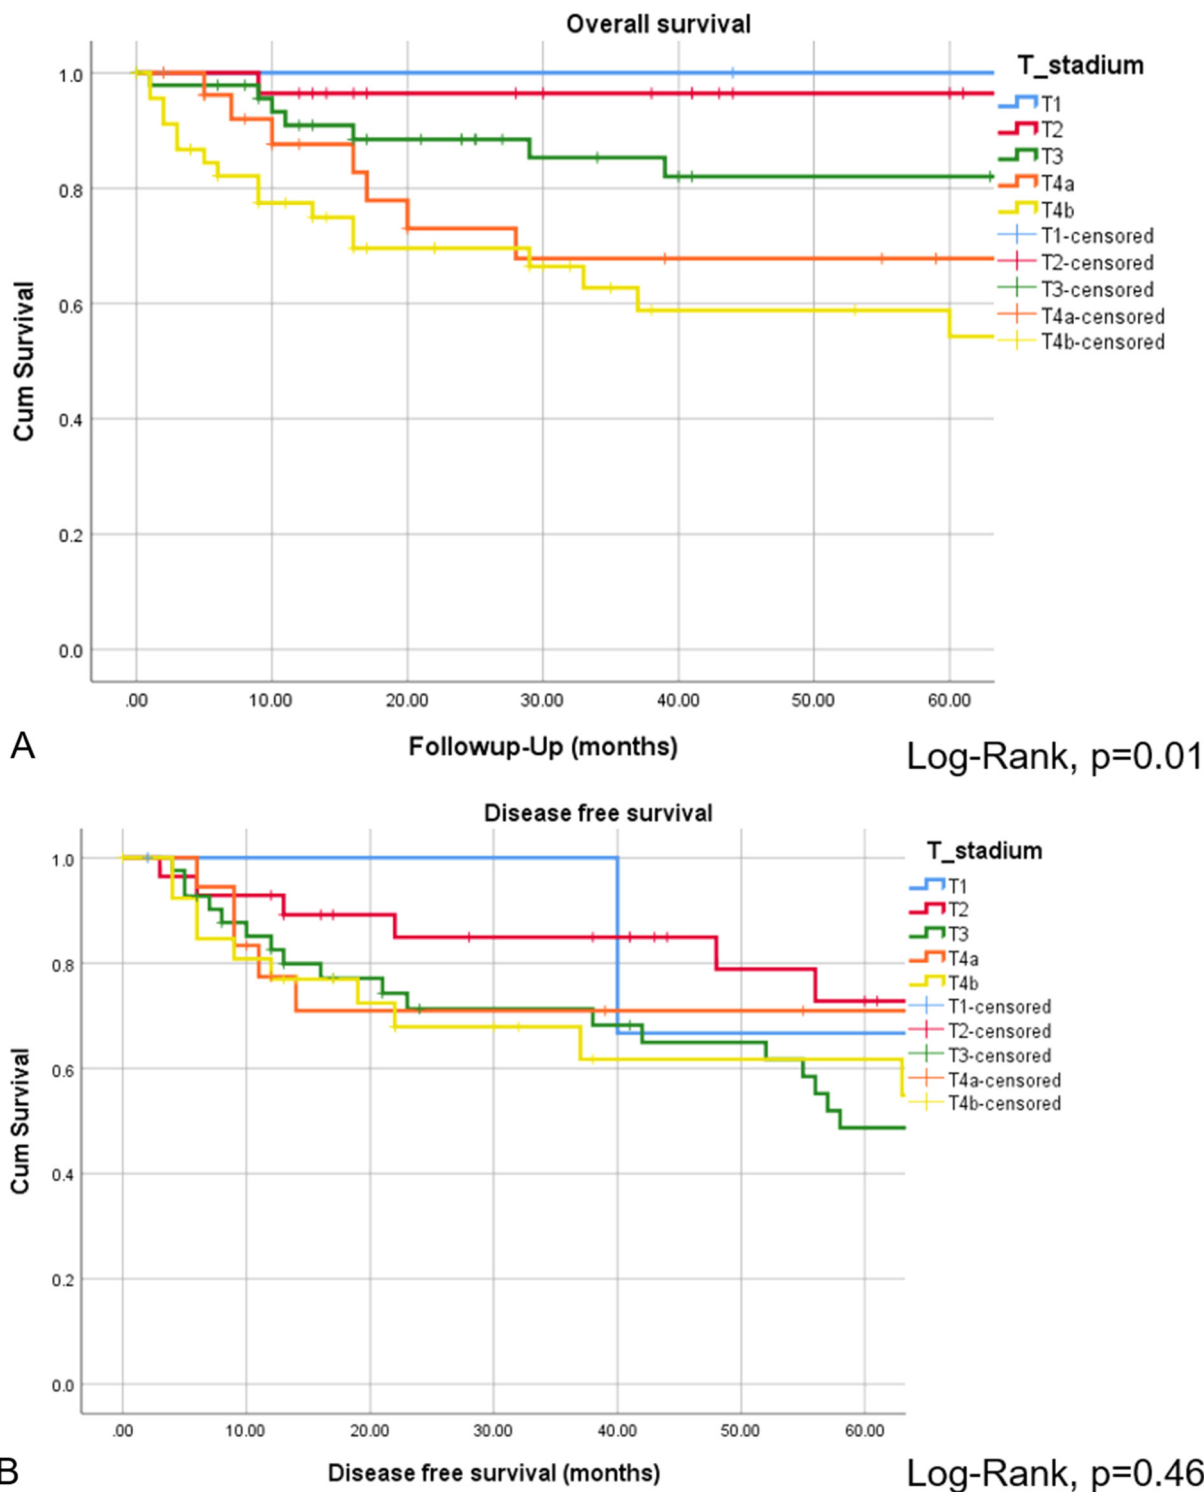 Overall survival
T_stadium
T1
T2
T3
T4a
T4b
T1-censored
T2-censored
T3-censored
T4a-censored
T4b-censored
Cum Survival
1.0
0.8
0.6
0.4
0.2
0.0
.00 10.00 20.00 30.00 40.00 50.00 60.00
A
Followup-Up (months)
Log-Rank, p=0.01
Disease free survival
T_stadium
T1
T2
T3
T4a
T4b
T1-censored
T2-censored
T3-censored
T4a-censored
T4b-censored
Cum Survival
1.0
0.8
0.6
0.4
0.2
0.0
.00 10.00 20.00 30.00 40.00 50.00 60.00
B
Disease free survival (months)
Log-Rank, p=0.46